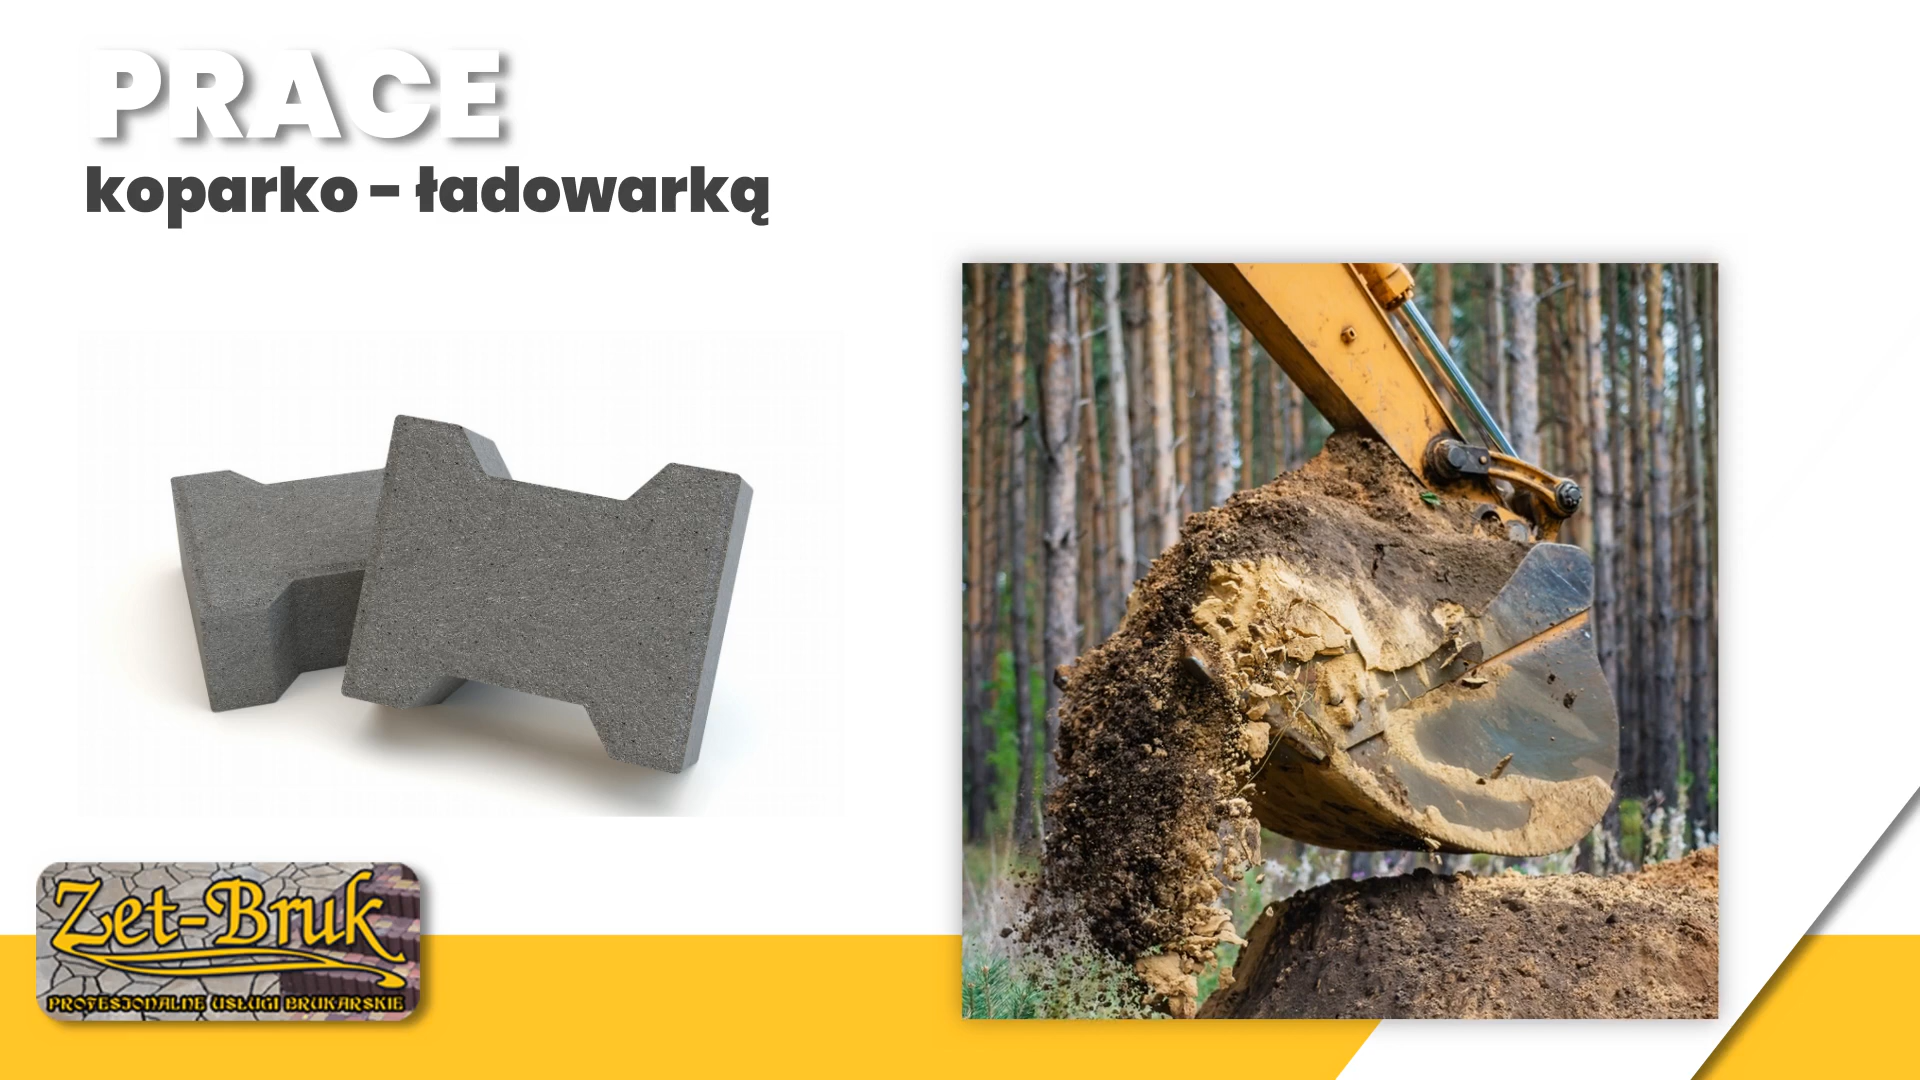 PRACE
koparko – ładowarką
Zet-Bruk
PROFESJONALNE USŁUGI BRUKARSKIE